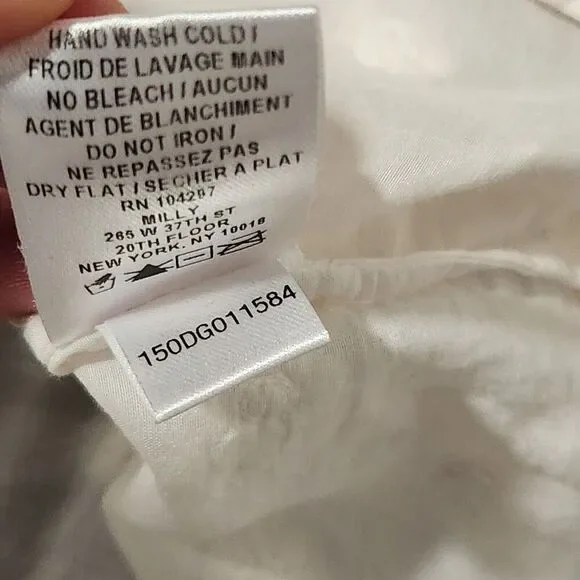 HAND WASH COLD /
FROID DE LAVAGE MAIN
NO BLEACH / AUCUN
AGENT DE BLANCHIMENT
DO NOT IRON /
NE REPASSEZ PAS
DRY FLAT / SECHER A PLAT
RN 104287
MILLY
265 W 37TH ST
20TH FLOOR
NEW YORK, NY 10018
150DG011584